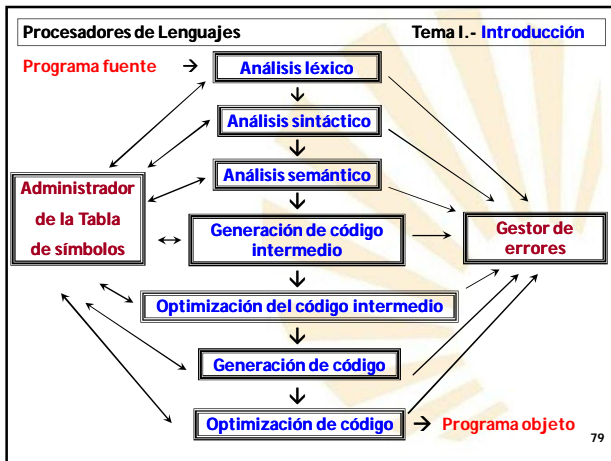 Procesadores de Lenguajes Tema I.- Introducción
Programa fuente → Análisis léxico
Análisis sintáctico
Análisis semántico
Administrador
de la Tabla
de símbolos
Generación de código
intermedio
Gestor de
errores
Optimización del código intermedio
Generación de código
Optimización de código → Programa objeto
79